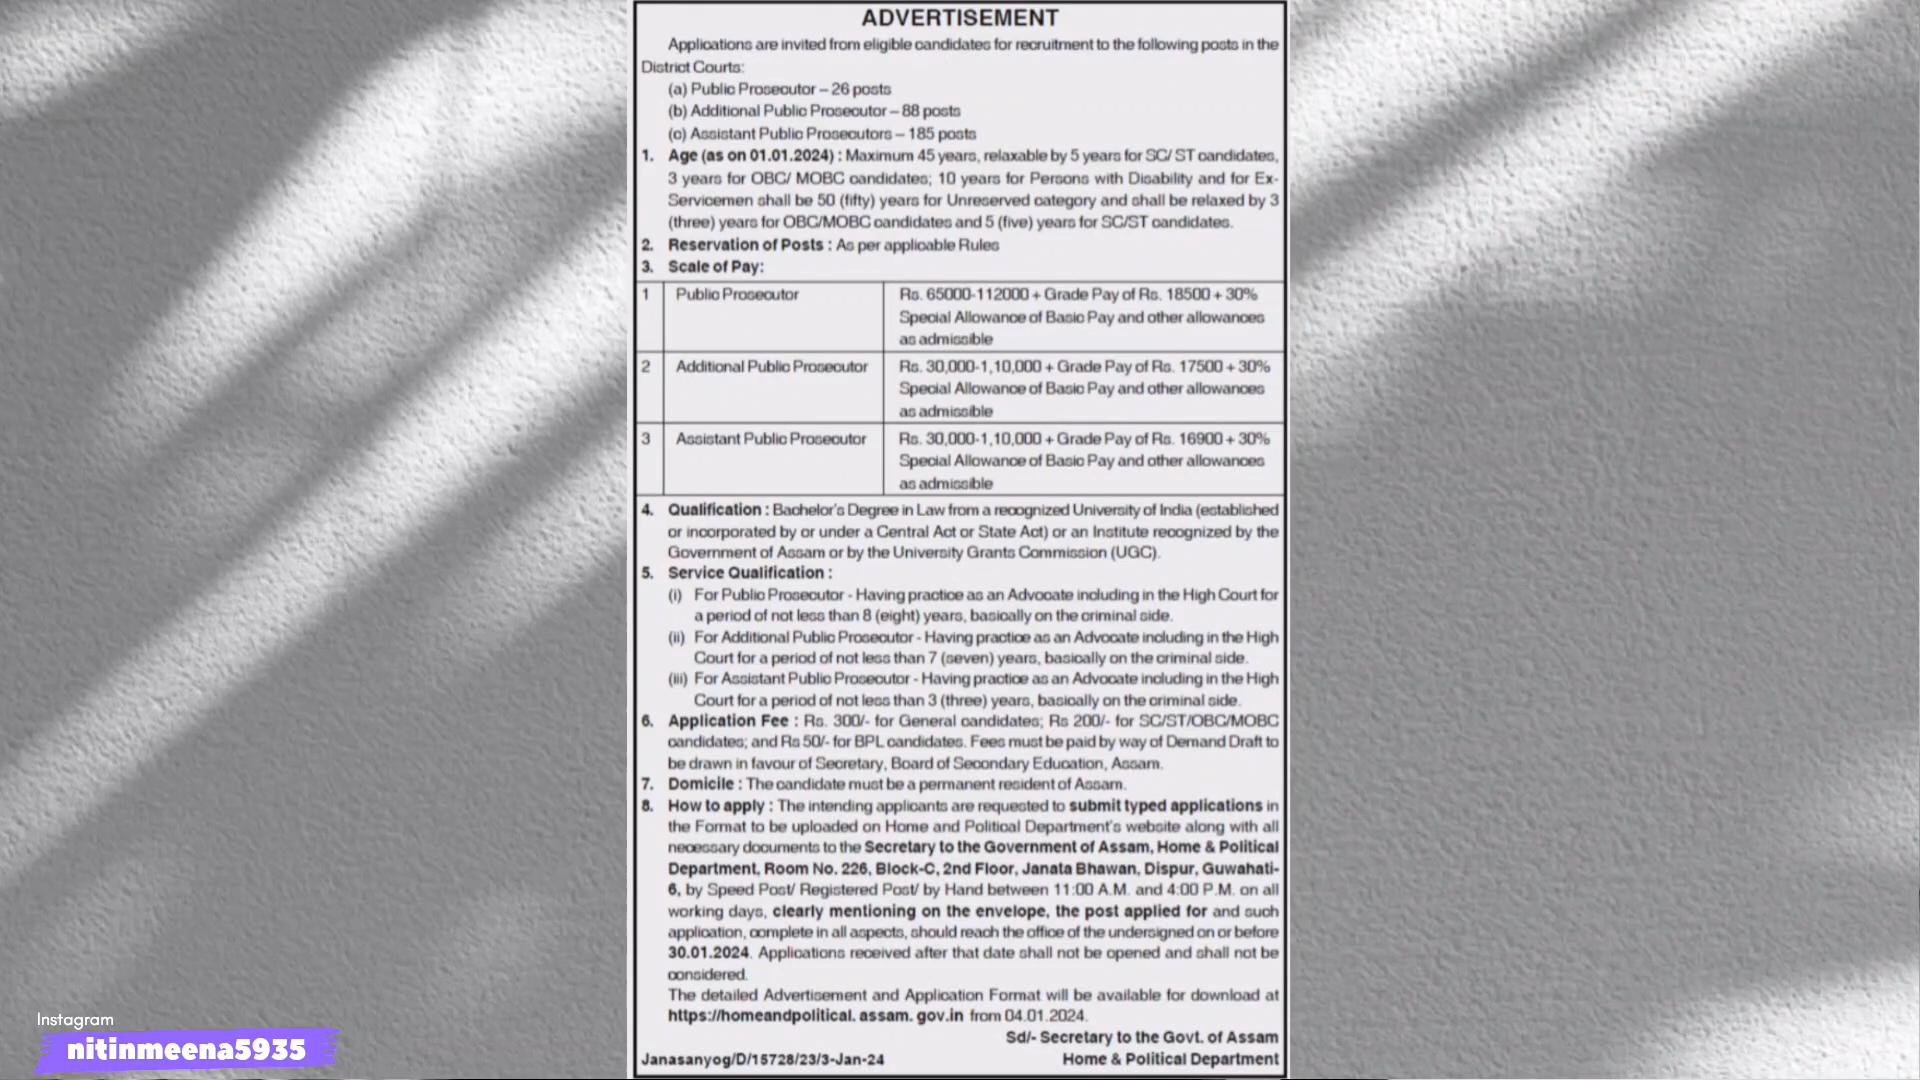 ADVERTISEMENT
Applications are invited from eligible candidates for recruitment to the following posts in the
District Courts:
(a) Public Prosecutor – 26 posts
(b) Additional Public Prosecutor – 88 posts
(c) Assistant Public Prosecutors – 185 posts
1. Age (as on 01.01.2024) : Maximum 45 years, relaxable by 5 years for SC/ ST candidates,
3 years for OBC/ MOBC candidates; 10 years for Persons with Disability and for Ex-
Servicemen shall be 50 (fifty) years for Unreserved category and shall be relaxed by 3
(three) years for OBC/MOBC candidates and 5 (five) years for SC/ST candidates.
2. Reservation of Posts : As per applicable Rules
3. Scale of Pay:
1 Public Prosecutor Rs. 65000-112000 + Grade Pay of Rs. 18500 + 30%
Special Allowance of Basic Pay and other allowances
as admissible
2 Additional Public Prosecutor Rs. 30,000-1,10,000 + Grade Pay of Rs. 17500 + 30%
Special Allowance of Basic Pay and other allowances
as admissible
3 Assistant Public Prosecutor Rs. 30,000-1,10,000 + Grade Pay of Rs. 16900 + 30%
Special Allowance of Basic Pay and other allowances
as admissible
4. Qualification : Bachelor's Degree in Law from a recognized University of India (established
or incorporated by or under a Central Act or State Act) or an Institute recognized by the
Government of Assam or by the University Grants Commission (UGC).
5. Service Qualification :
(i) For Public Prosecutor - Having practice as an Advocate including in the High Court for
a period of not less than 8 (eight) years, basically on the criminal side.
(ii) For Additional Public Prosecutor - Having practice as an Advocate including in the High
Court for a period of not less than 7 (seven) years, basically on the criminal side.
(iii) For Assistant Public Prosecutor - Having practice as an Advocate including in the High
Court for a period of not less than 3 (three) years, basically on the criminal side.
6. Application Fee : Rs. 300/- for General candidates; Rs 200/- for SC/ST/OBC/MOBC
candidates; and Rs 50/- for BPL candidates. Fees must be paid by way of Demand Draft to
be drawn in favour of Secretary, Board of Secondary Education, Assam.
7. Domicile : The candidate must be a permanent resident of Assam.
8. How to apply : The intending applicants are requested to submit typed applications in
the Format to be uploaded on Home and Political Department's website along with all
necessary documents to the Secretary to the Government of Assam, Home & Political
Department, Room No. 226, Block-C, 2nd Floor, Janata Bhawan, Dispur, Guwahati-
6, by Speed Post/ Registered Post/ by Hand between 11:00 A.M. and 4:00 P.M. on all
working days, clearly mentioning on the envelope, the post applied for and such
application, complete in all aspects, should reach the office of the undersigned on or before
30.01.2024. Applications received after that date shall not be opened and shall not be
considered.
The detailed Advertisement and Application Format will be available for download at
https://homeandpolitical. assam. gov.in from 04.01.2024.
Sd/- Secretary to the Govt. of Assam
Janasanyog/D/15728/23/3-Jan-24 Home & Political Department
Instagram
nitinmeena5935